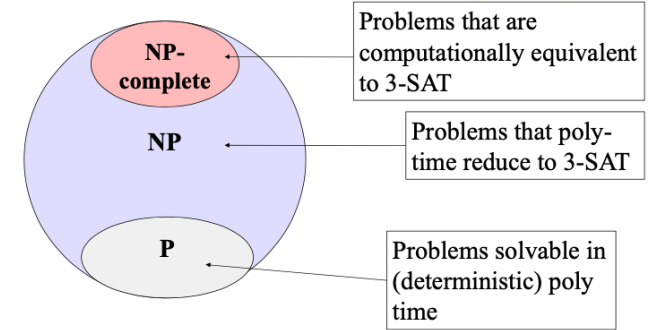 NP-
complete
NP
P
Problems that are
computationally equivalent
to 3-SAT
Problems that poly-
time reduce to 3-SAT
Problems solvable in
(deterministic) poly
time